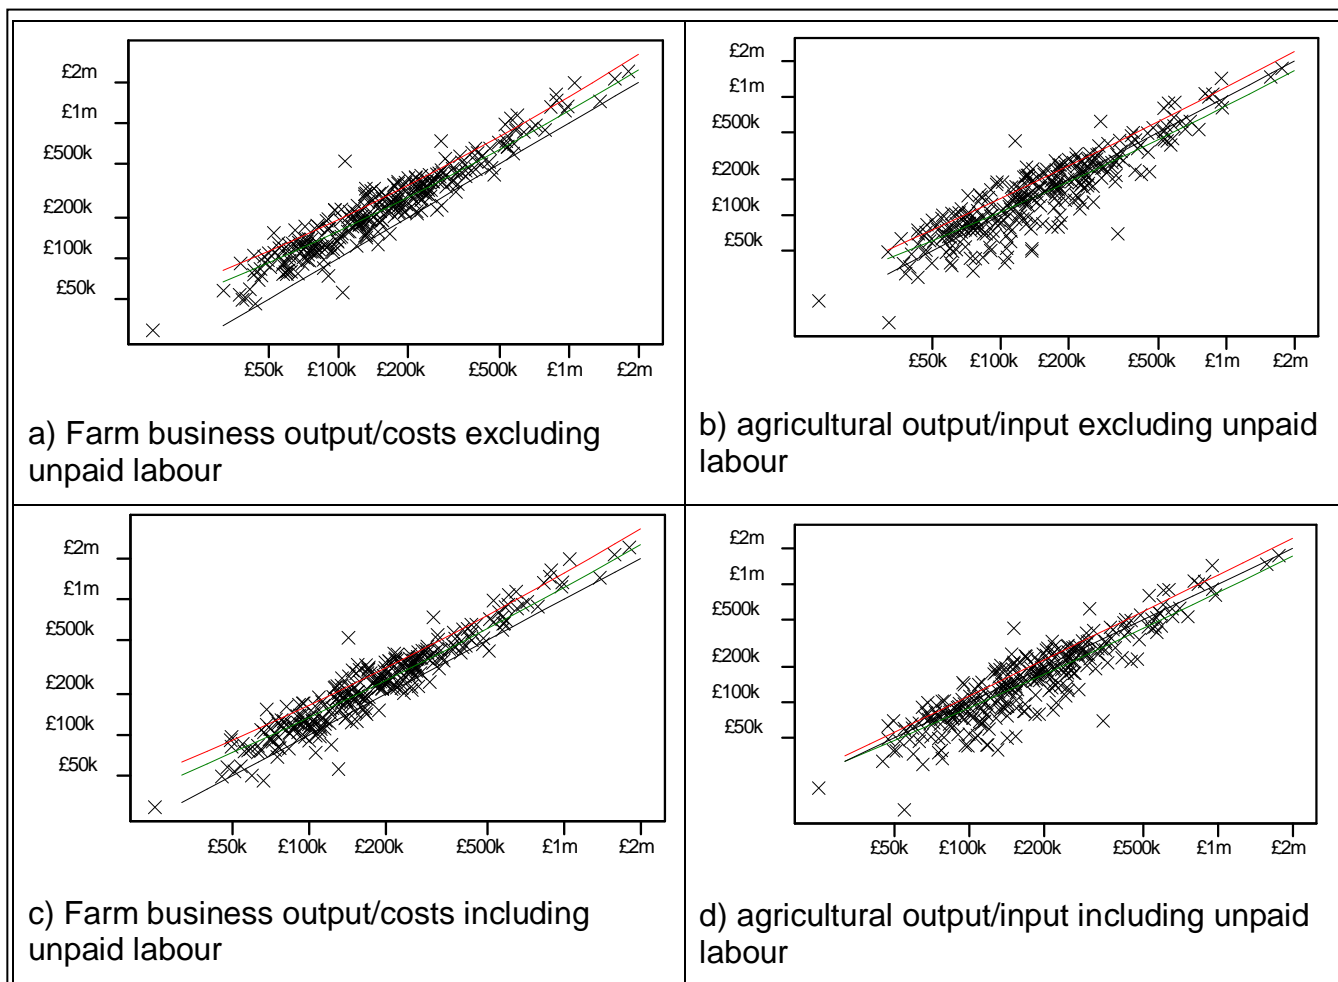 £2m
£1m
£500k
£200k
£100k
£50k
£50k £100k £200k £500k £1m £2m
a) Farm business output/costs excluding
unpaid labour
£2m
£1m
£500k
£200k
£100k
£50k
£50k £100k £200k £500k £1m £2m
b) agricultural output/input excluding unpaid
labour
£2m
£1m
£500k
£200k
£100k
£50k
£50k £100k £200k £500k £1m £2m
c) Farm business output/costs including
unpaid labour
£2m
£1m
£500k
£200k
£100k
£50k
£50k £100k £200k £500k £1m £2m
d) agricultural output/input including unpaid
labour